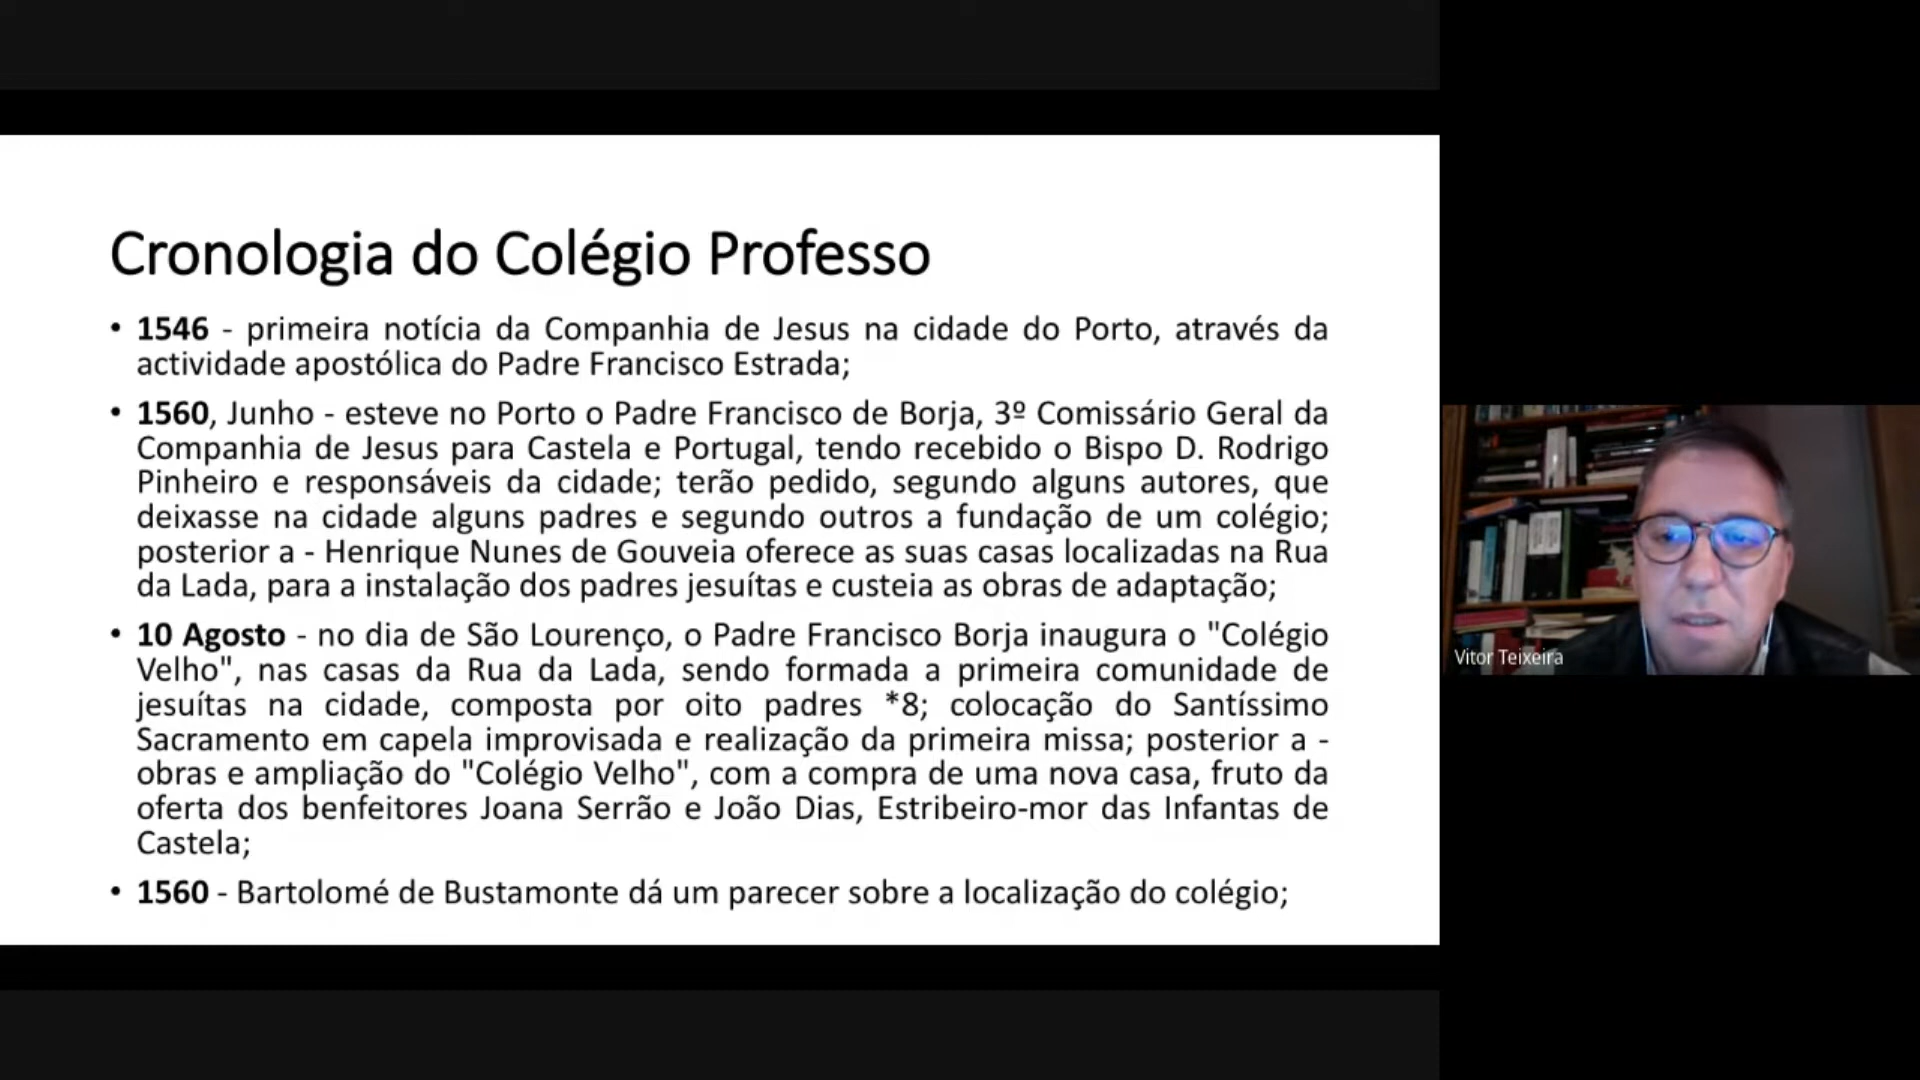 Cronologia do Colégio Professo
• 1546 - primeira notícia da Companhia de Jesus na cidade do Porto, através da
actividade apostólica do Padre Francisco Estrada;
• 1560, Junho - esteve no Porto o Padre Francisco de Borja, 3º Comissário Geral da
Companhia de Jesus para Castela e Portugal, tendo recebido o Bispo D. Rodrigo
Pinheiro e responsáveis da cidade; terão pedido, segundo alguns autores, que
deixasse na cidade alguns padres e segundo outros a fundação de um colégio;
posterior a - Henrique Nunes de Gouveia oferece as suas casas localizadas na Rua
da Lada, para a instalação dos padres jesuítas e custeia as obras de adaptação;
• 10 Agosto - no dia de São Lourenço, o Padre Francisco Borja inaugura o "Colégio
Velho", nas casas da Rua da Lada, sendo formada a primeira comunidade de
jesuítas na cidade, composta por oito padres *8; colocação do Santíssimo
Sacramento em capela improvisada e realização da primeira missa; posterior a -
obras e ampliação do "Colégio Velho", com a compra de uma nova casa, fruto da
oferta dos benfeitores Joana Serrão e João Dias, Estribeiro-mor das Infantas de
Castela;
• 1560 - Bartolomé de Bustamonte dá um parecer sobre a localização do colégio;
Vitor Teixeira